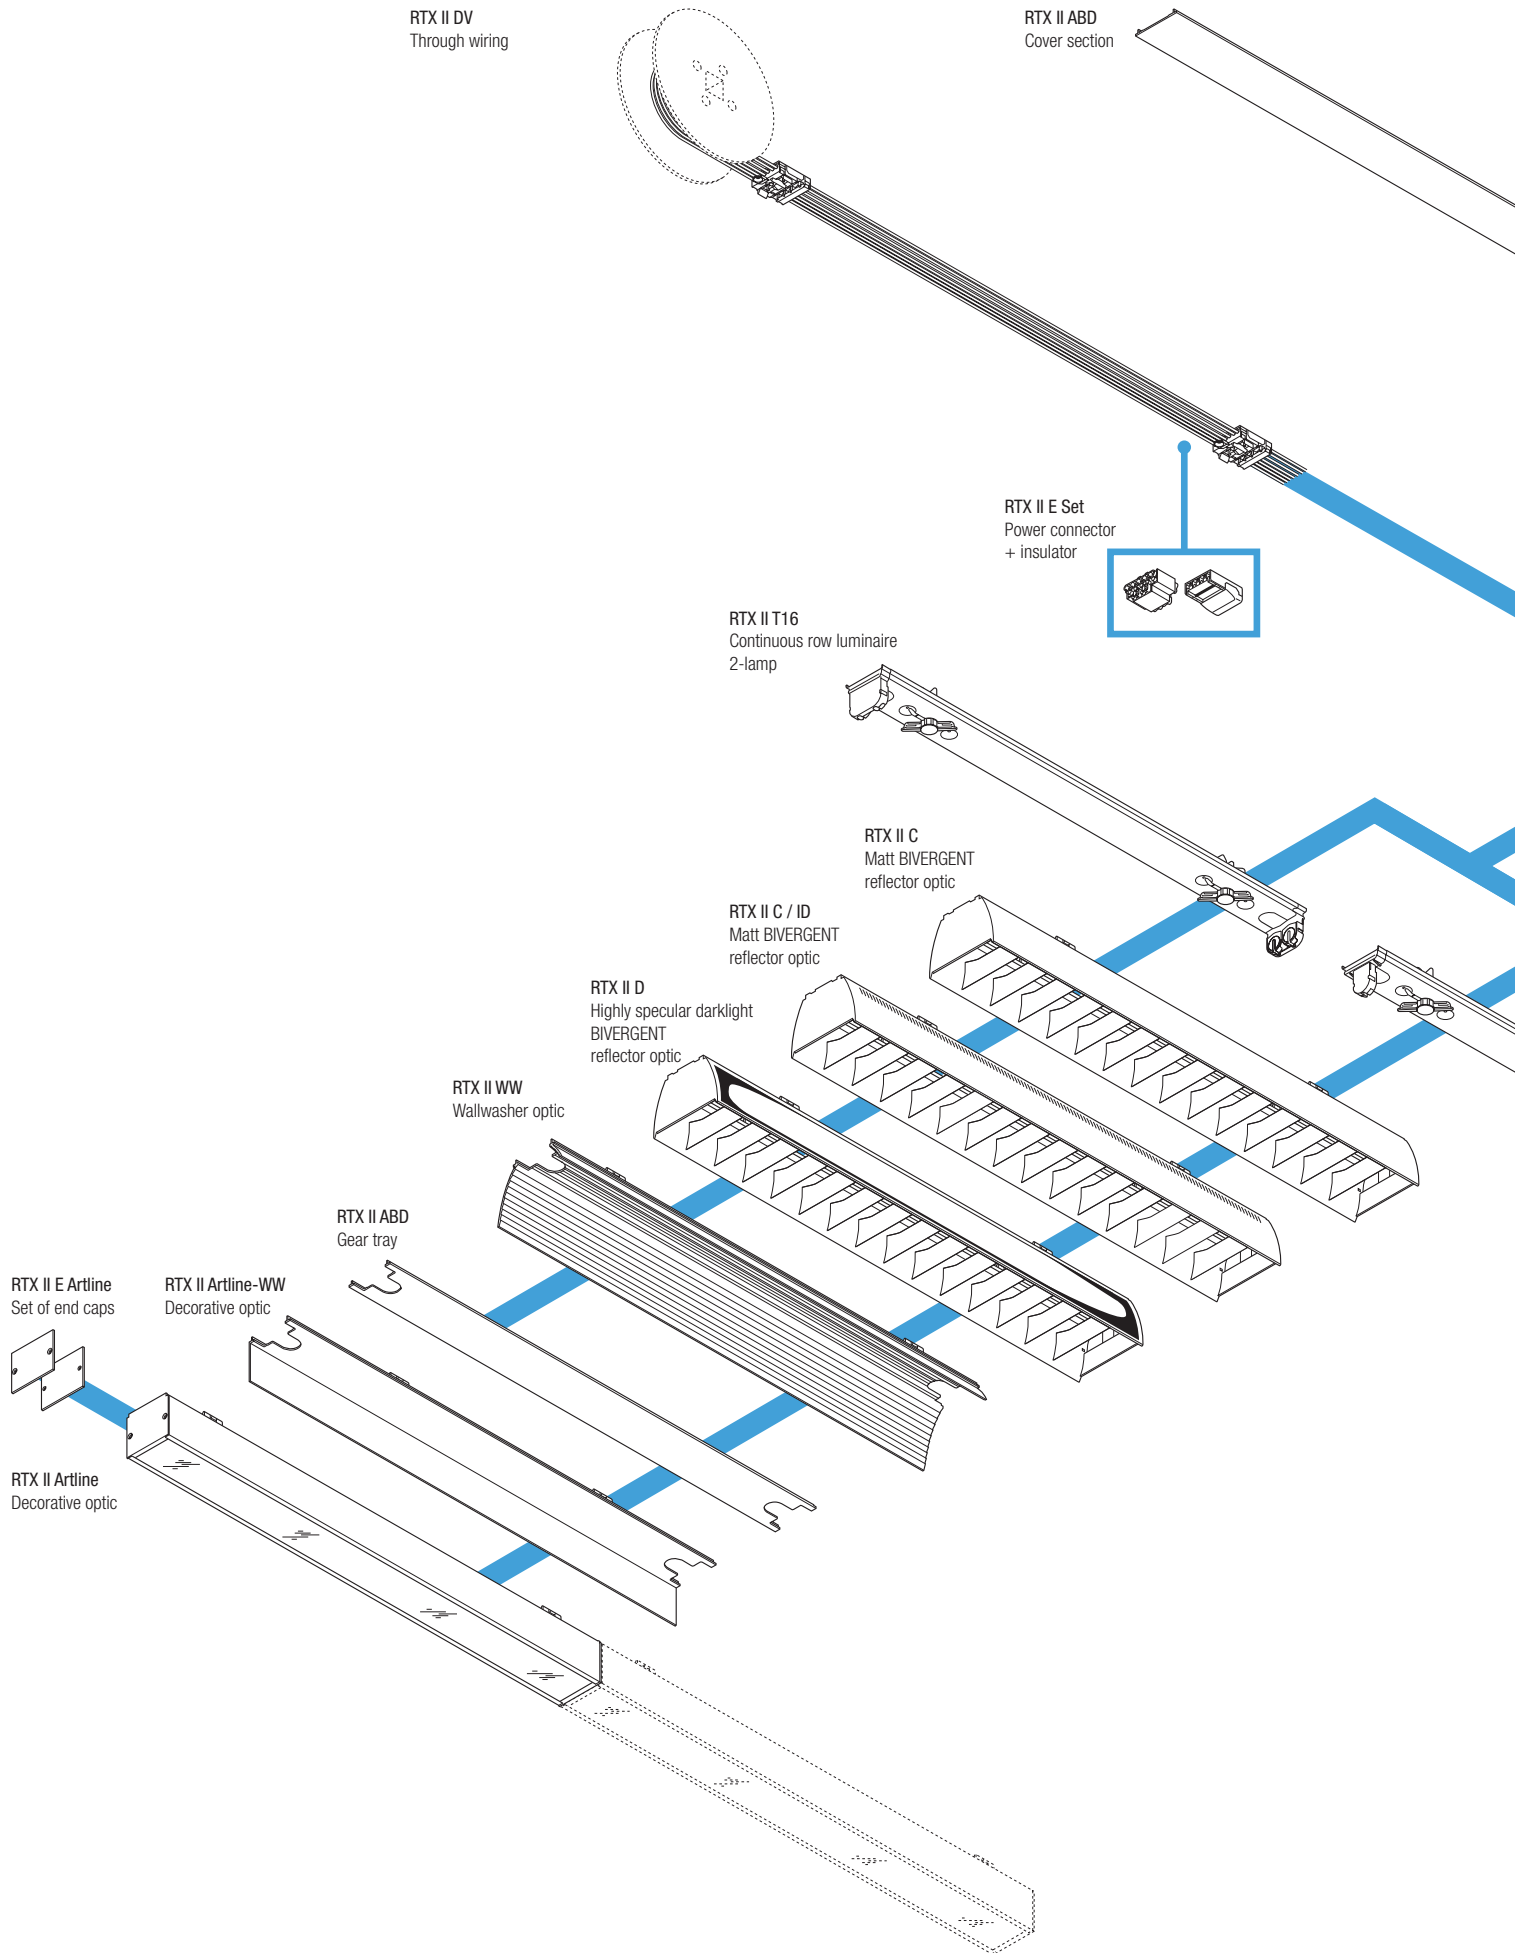 RTX II DV
Through wiring
RTX II ABD
Cover section
RTX II E Set
Power connector
+ insulator
RTX II T16
Continuous row luminaire
2-lamp
RTX II C
Matt BIVERGENT
reflector optic
RTX II C / ID
Matt BIVERGENT
reflector optic
RTX II D
Highly specular darklight
BIVERGENT
reflector optic
RTX II WW
Wallwasher optic
RTX II ABD
Gear tray
RTX II E Artline
Set of end caps
RTX II Artline-WW
Decorative optic
RTX II Artline
Decorative optic